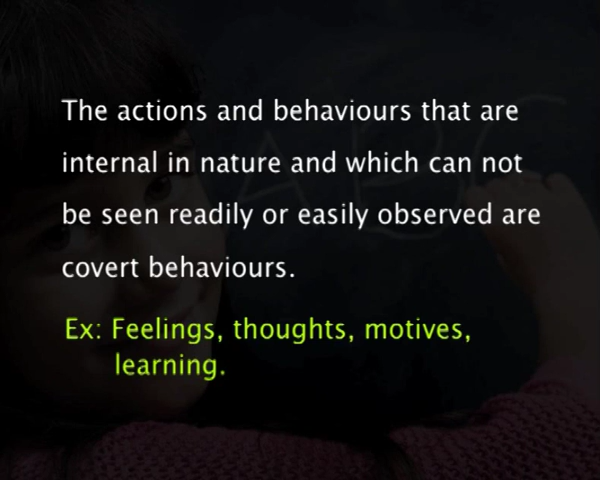 The actions and behaviours that are
internal in nature and which can not
be seen readily or easily observed are
covert behaviours.
Ex: Feelings, thoughts, motives,
learning.